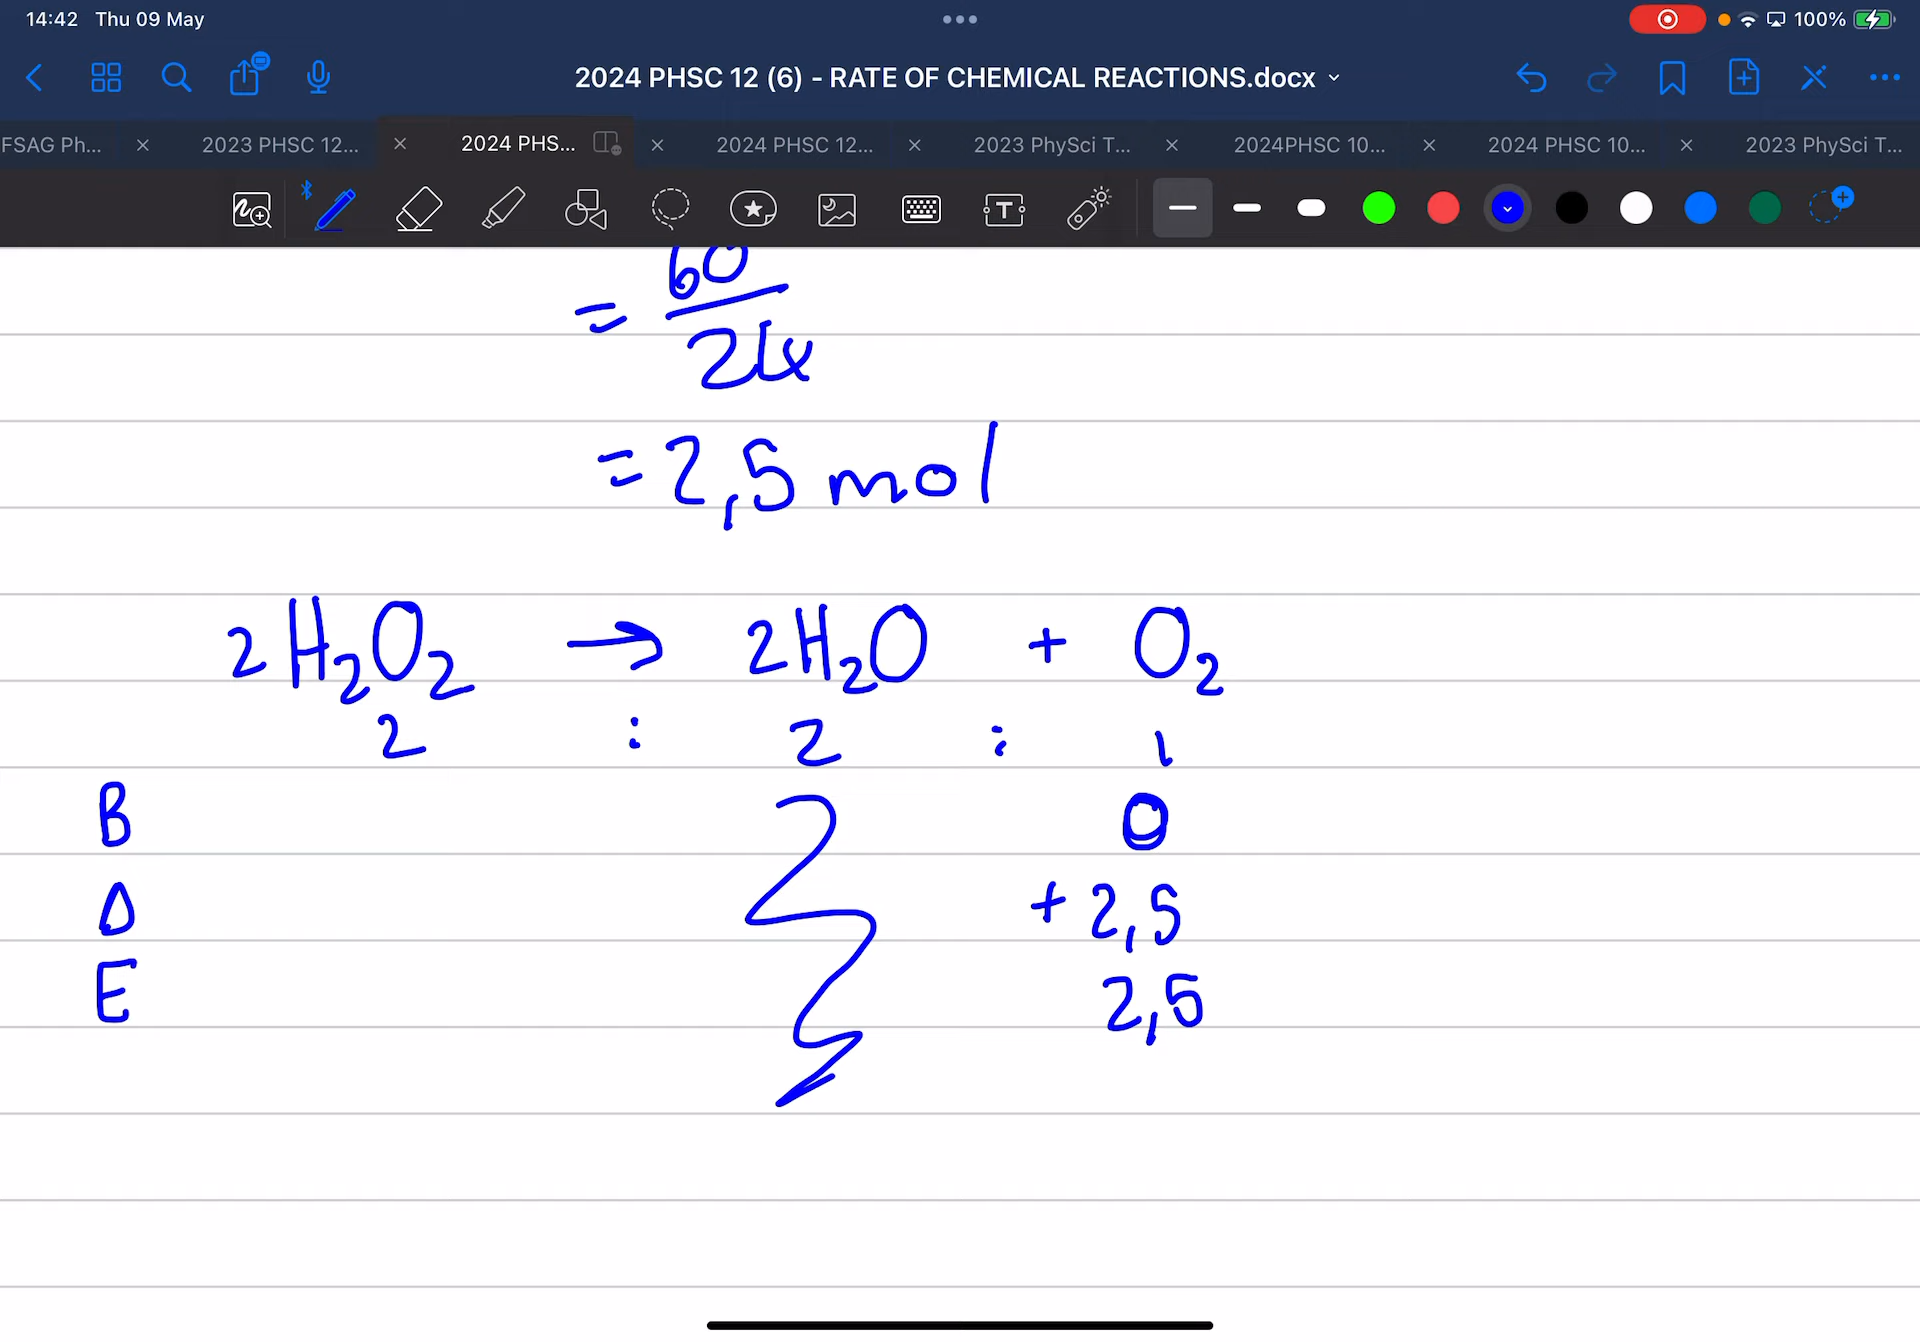 14:42 Thu 09 May 100%
2024 PHSC 12 (6) - RATE OF CHEMICAL REACTIONS.docx
FSAG Ph... 2023 PHSC 12... 2024 PHS... 2024 PHSC 12... 2023 PhySci T... 2024PHSC 10... 2024 PHSC 10... 2023 PhySci T...
T
= 60
24
= 2,5 mol
2H₂O₂ → 2H₂O + O₂
2 : 2 : 1
B 0
Δ +2,5
E 2,5